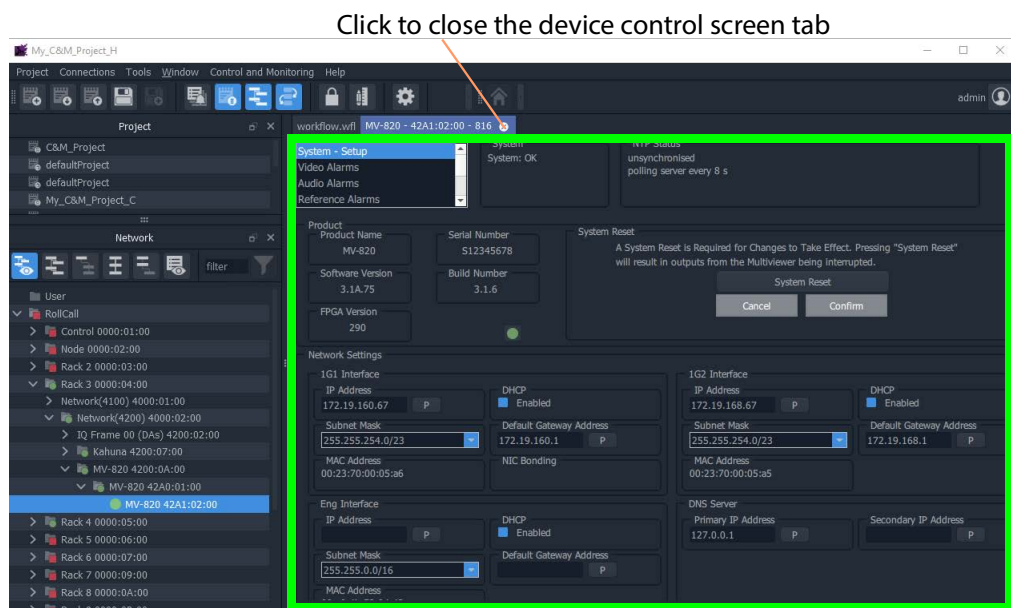 Click to close the device control screen tab
My_C&M_Project_H
Project Connections Tools Window Control and Monitoring Help
admin
Project
workflow.wfl MV-820 - 42A1:02:00 - 816
C&M_Project
defaultProject
defaultProject
My_C&M_Project_C
Network
filter
User
RollCall
Control 0000:01:00
Node 0000:02:00
Rack 2 0000:03:00
Rack 3 0000:04:00
Network(4100) 4000:01:00
Network(4200) 4000:02:00
IQ Frame 00 (DAs) 4200:02:00
Kahuna 4200:07:00
MV-820 4200:0A:00
MV-820 42A0:01:00
MV-820 42A1:02:00
Rack 4 0000:05:00
Rack 5 0000:06:00
Rack 6 0000:07:00
Rack 7 0000:09:00
Rack 8 0000:0A:00
System - Setup
Video Alarms
Audio Alarms
Reference Alarms
System
System: OK
NTP Status
unsynchronised
polling server every 8 s
Product
Product Name
MV-820
Serial Number
S12345678
Software Version
3.1A.75
Build Number
3.1.6
FPGA Version
290
System Reset
A System Reset is Required for Changes to Take Effect. Pressing "System Reset"
will result in outputs from the Multiviewer being interrupted.
System Reset
Cancel Confirm
Network Settings
1G1 Interface
IP Address
172.19.160.67 P
DHCP
Enabled
Subnet Mask
255.255.254.0/23
Default Gateway Address
172.19.160.1 P
MAC Address
00:23:70:00:05:a6
NIC Bonding
1G2 Interface
IP Address
172.19.168.67 P
DHCP
Enabled
Subnet Mask
255.255.254.0/23
Default Gateway Address
172.19.168.1 P
MAC Address
00:23:70:00:05:a5
Eng Interface
IP Address
P
DHCP
Enabled
Subnet Mask
255.255.0.0/16
Default Gateway Address
P
MAC Address
DNS Server
Primary IP Address
127.0.0.1 P
Secondary IP Address
P